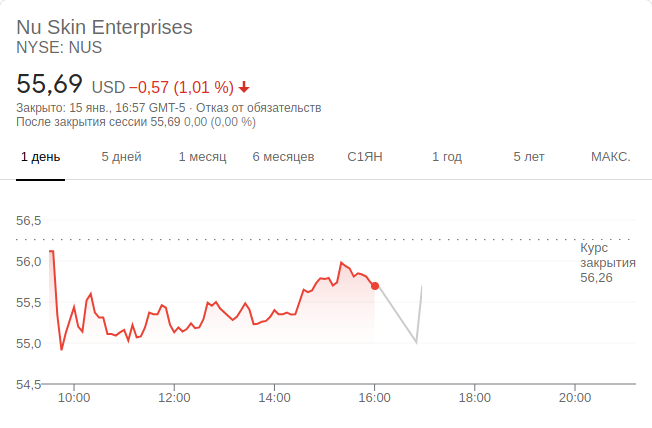 Nu Skin Enterprises
NYSE: NUS
55,69 USD −0,57 (1,01 %) ↓
Закрыто: 15 янв., 16:57 GMT-5 · Отказ от обязательств
После закрытия сессии 55,69 0,00 (0,00 %)
1 день 5 дней 1 месяц 6 месяцев С1ЯН 1 год 5 лет МАКС.
56,5
Курс
закрытия
56,26
56,0
55,5
55,0
54,5
10:00 12:00 14:00 16:00 18:00 20:00